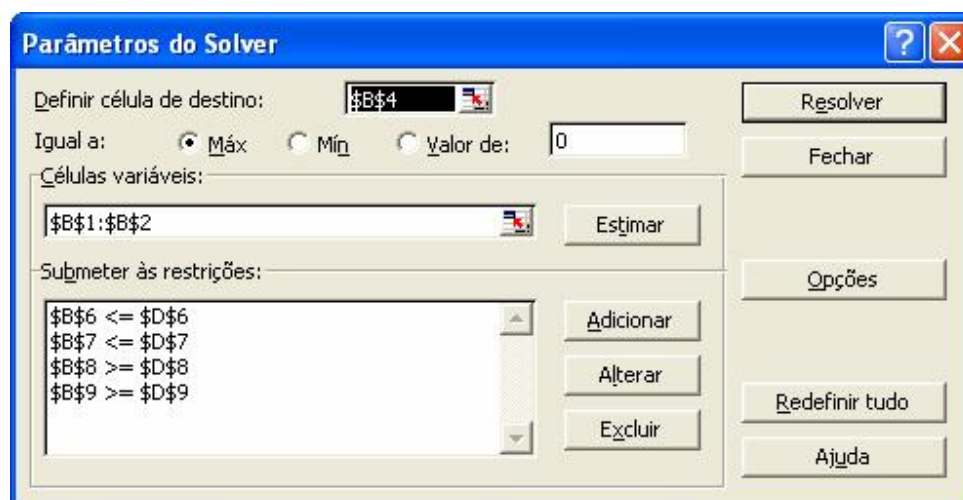 Parâmetros do Solver
Definir célula de destino: $B$4
Resolver
Igual a: Máx Mín Valor de: 0
Fechar
Células variáveis:
$B$1:$B$2
Estimar
Submeter às restrições:
Opções
$B$6 <= $D$6
$B$7 <= $D$7
$B$8 >= $D$8
$B$9 >= $D$9
Adicionar
Alterar
Excluir
Redefinir tudo
Ajuda